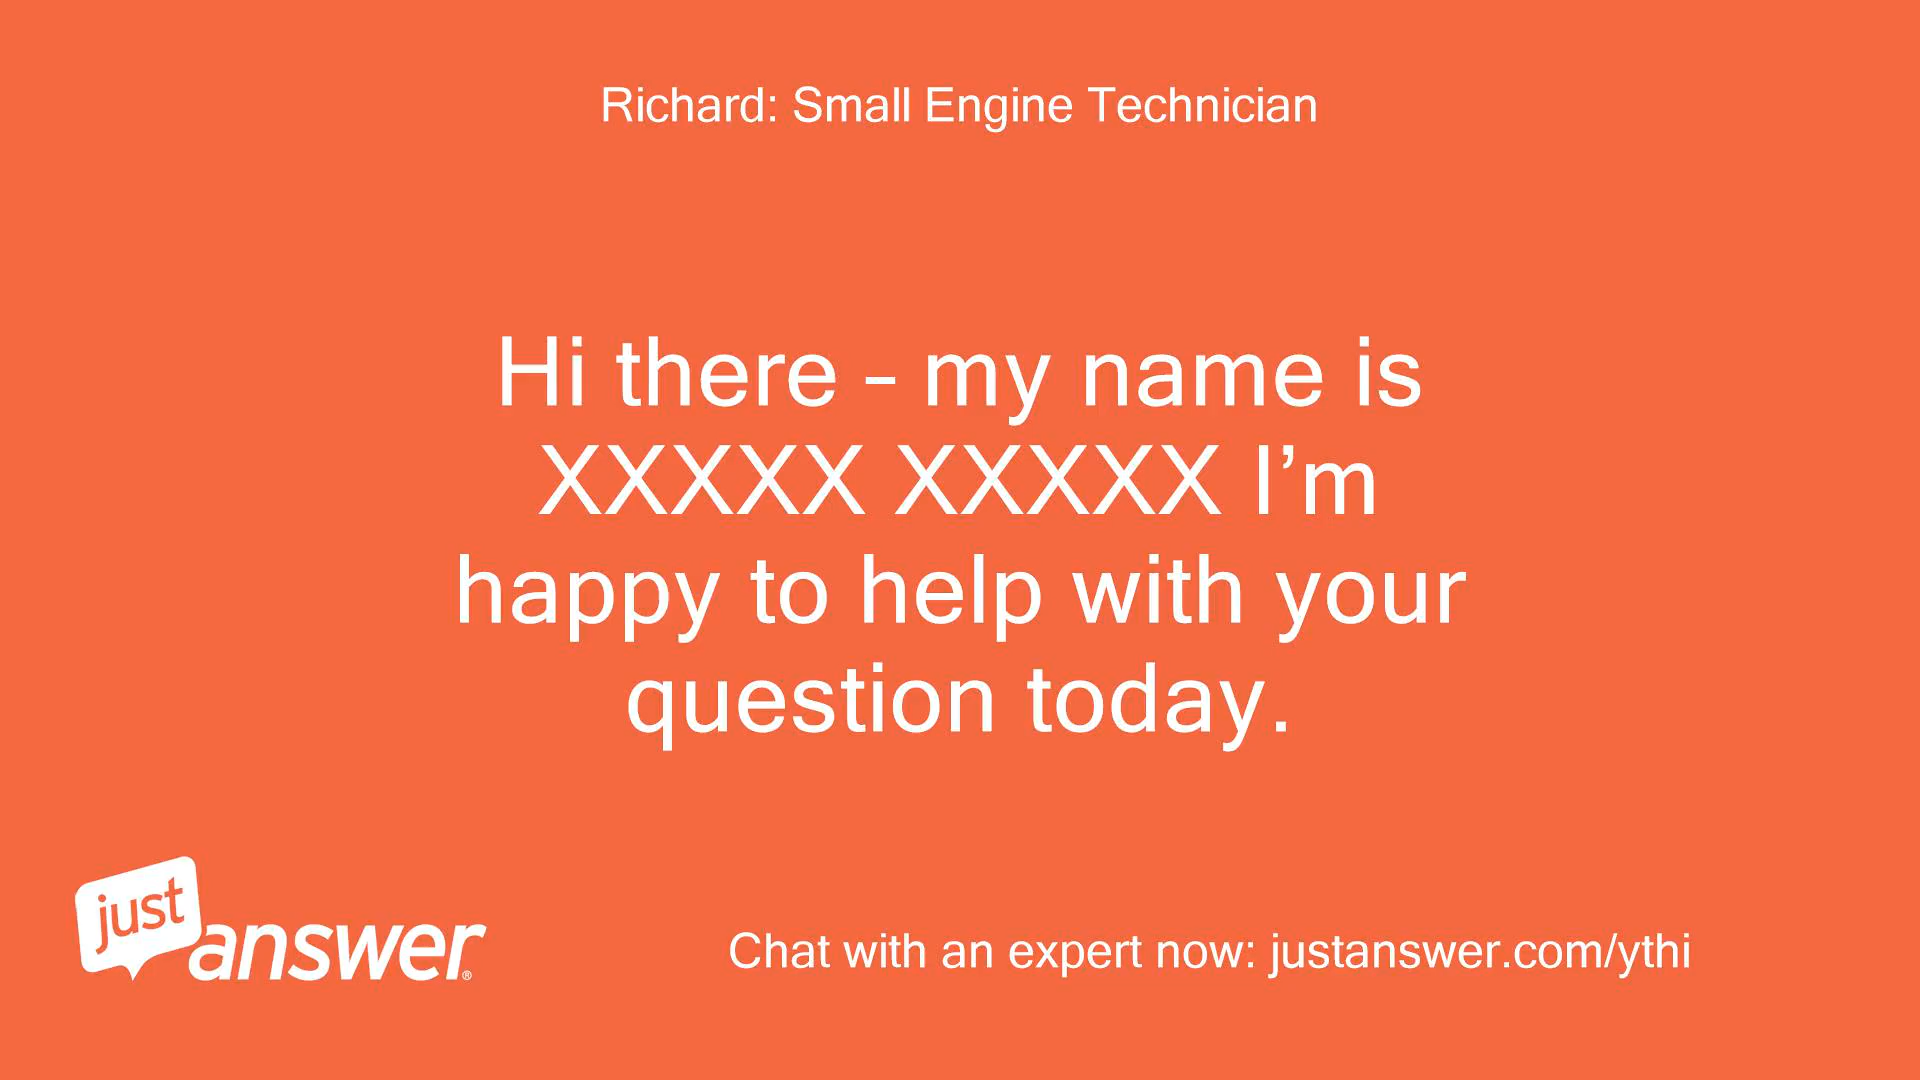 Richard: Small Engine Technician
Hi there – my name is
XXXXX XXXXX I’m
happy to help with your
question today.
just
answer®
Chat with an expert now: justanswer.com/ythi